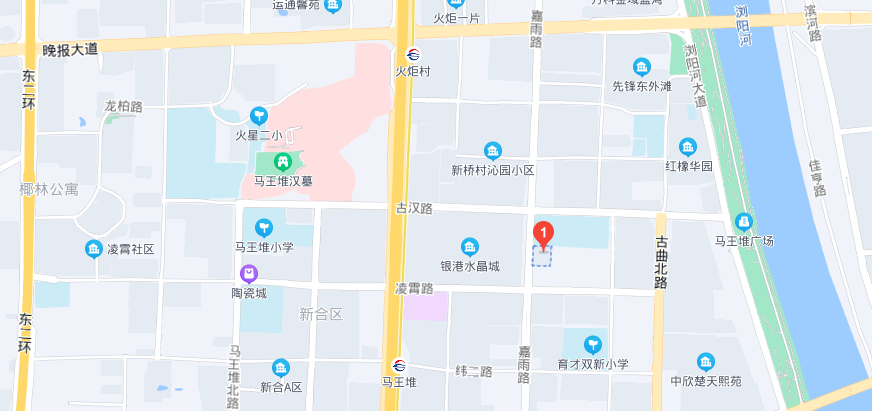 运通馨苑
火炬一片
嘉雨路
浏阳河
滨河路
晚报大道
东二环
火炬村
浏阳河大道
先锋东外滩
龙柏路
火星二小
马王堆汉墓
新桥村沁园小区
红橡华园
佳亨路
椰林公寓
古汉路
马王堆小学
凌霄社区
1
马王堆广场
银港水晶城
古曲北路
陶瓷城
凌霄路
新合区
东二环
马王堆北路
嘉雨路
育才双新小学
马王堆
纬二路
新合A区
中欣楚天熙苑